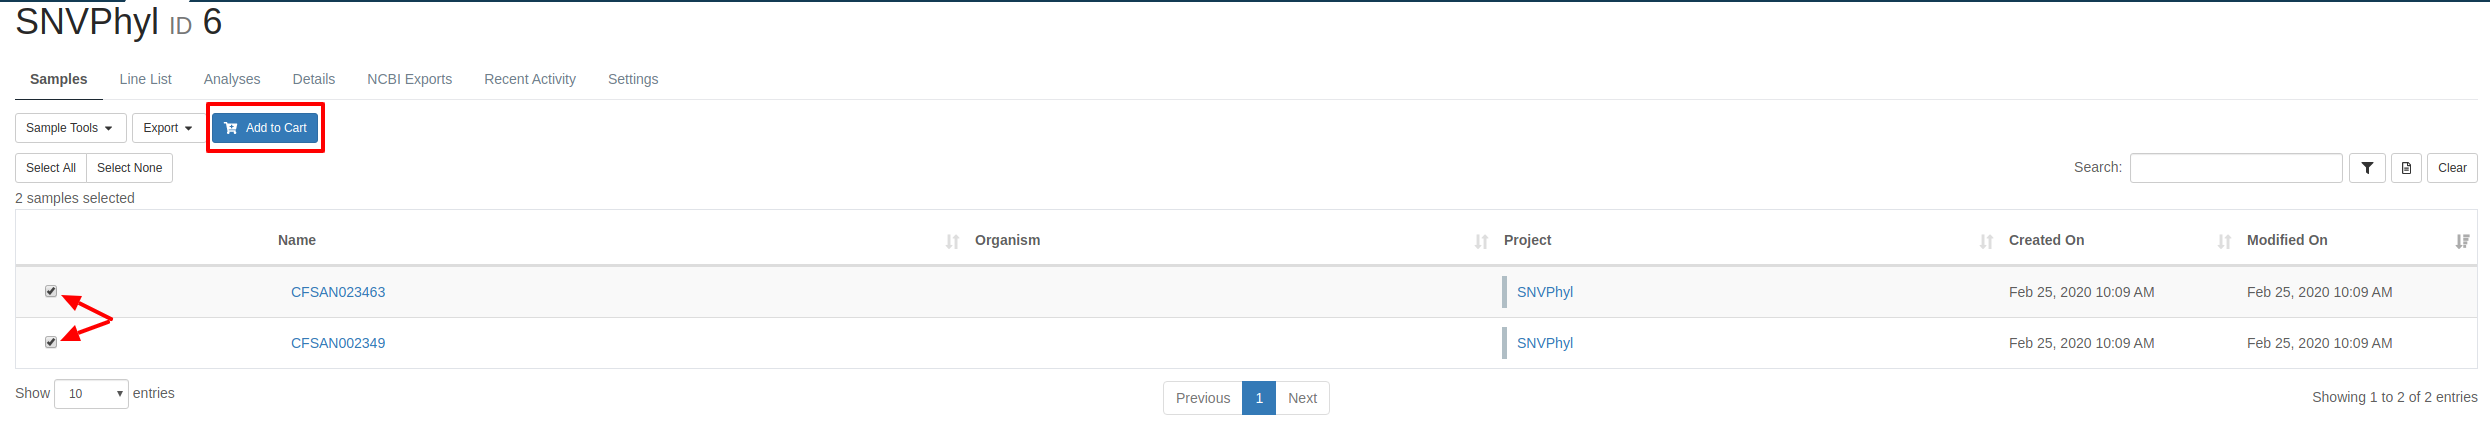 SNVPhyl ID 6
Samples Line List Analyses Details NCBI Exports Recent Activity Settings
Sample Tools Export Add to Cart
Select All Select None Search: Clear
2 samples selected
Name Organism Project Created On Modified On
CFSAN023463 SNVPhyl Feb 25, 2020 10:09 AM Feb 25, 2020 10:09 AM
CFSAN002349 SNVPhyl Feb 25, 2020 10:09 AM Feb 25, 2020 10:09 AM
Show 10 entries Previous 1 Next Showing 1 to 2 of 2 entries